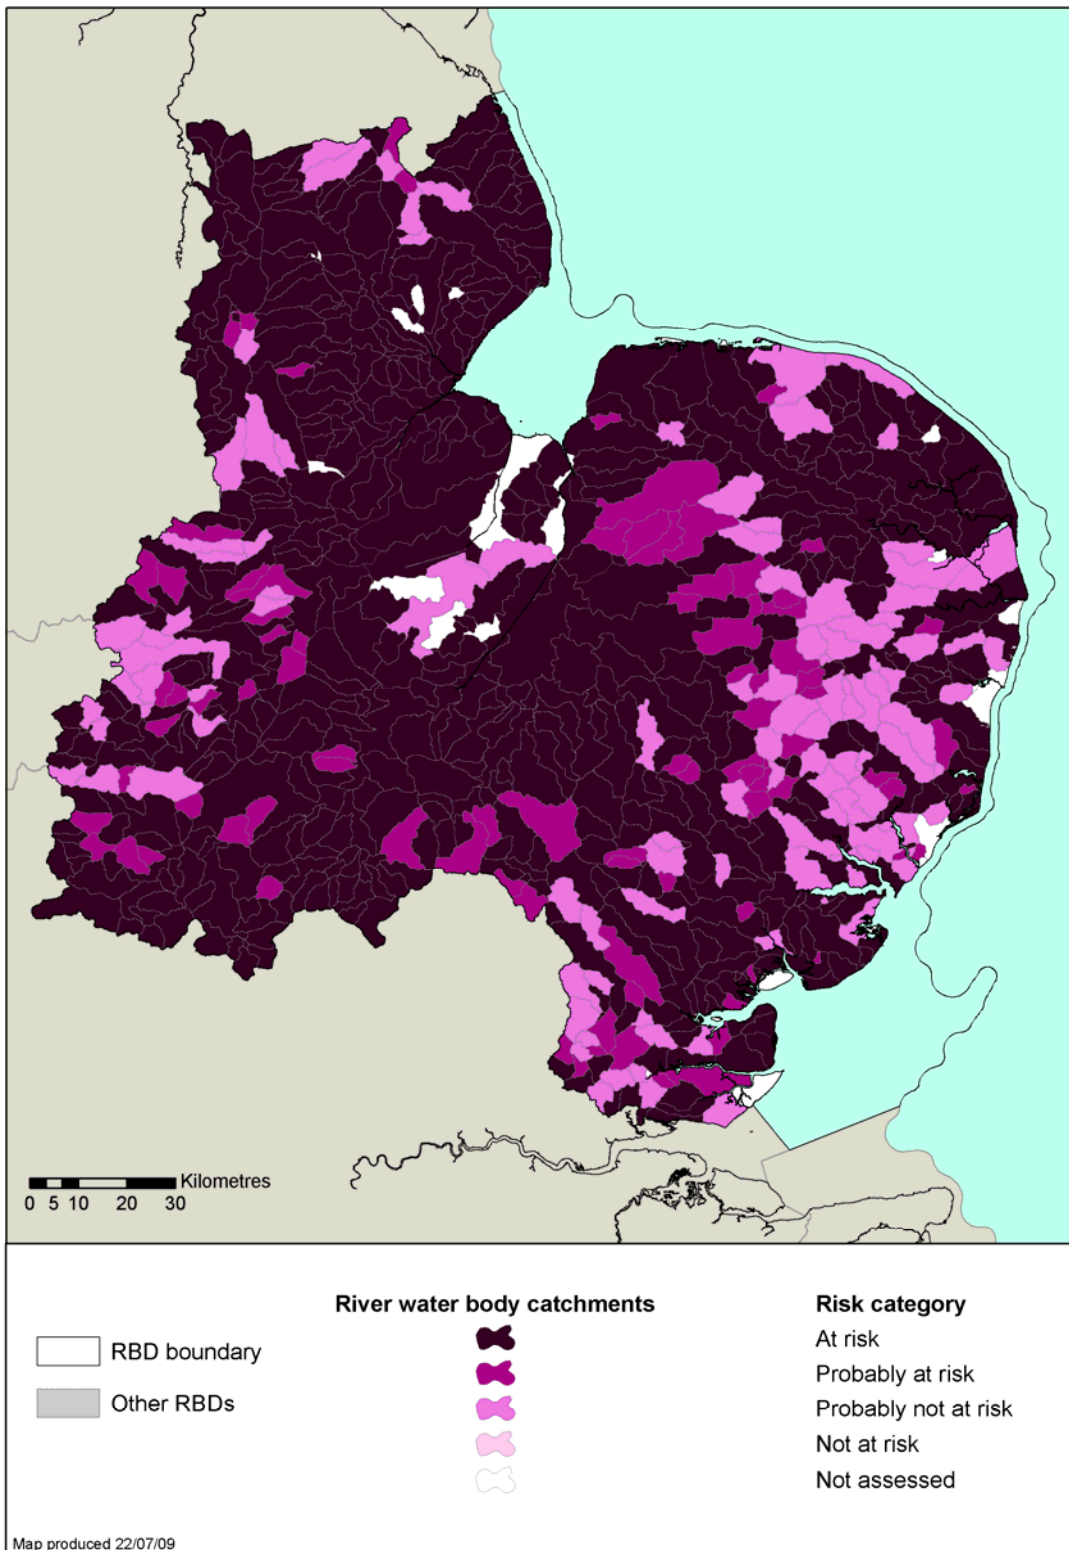 Kilometres
0 5 10 20 30
River water body catchments Risk category
RBD boundary
Other RBDs
At risk
Probably at risk
Probably not at risk
Not at risk
Not assessed
Map produced 22/07/09